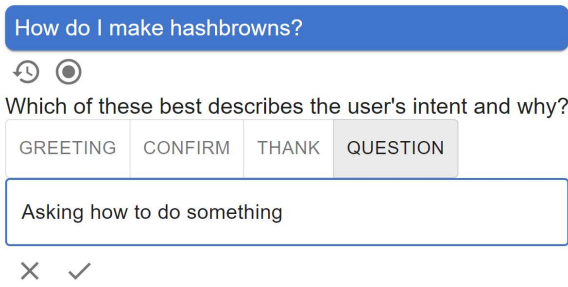 How do I make hashbrowns?
Which of these best describes the user's intent and why?
GREETING CONFIRM THANK QUESTION
Asking how to do something